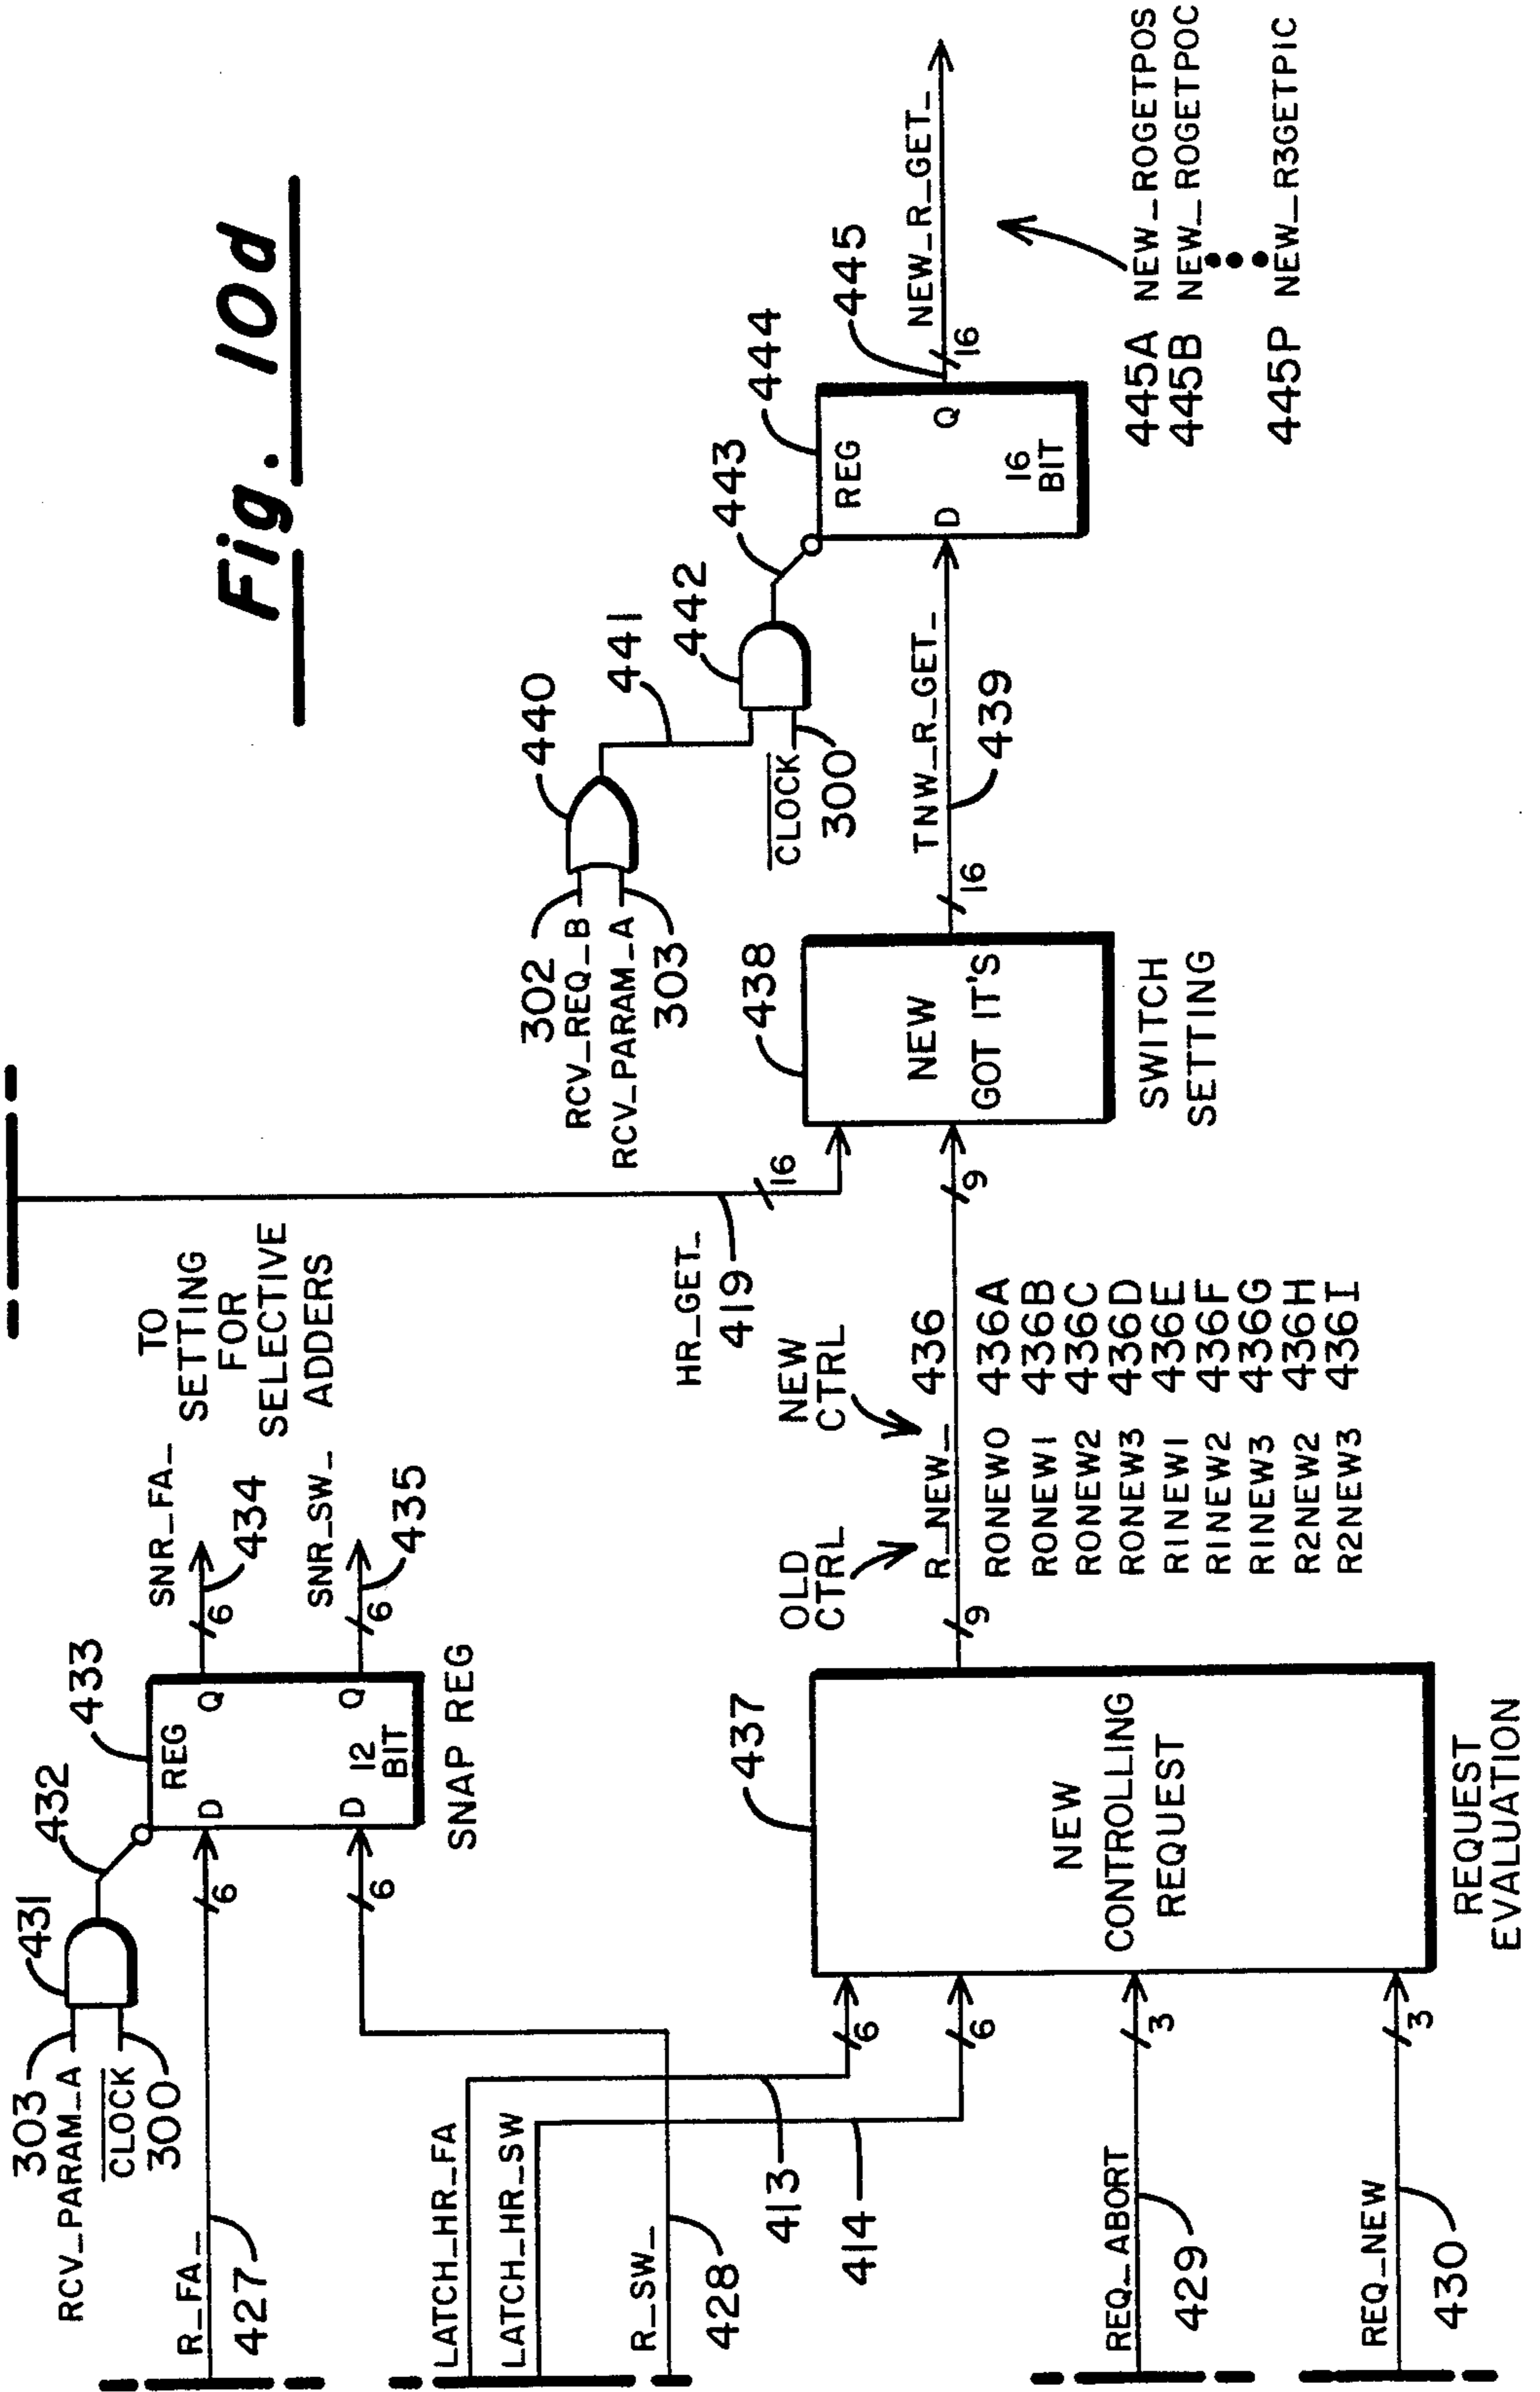 Fig. 10d
303
RCV_PARAM_A
CLOCK
300
431
432
433
REG
D
Q
D
Q
12
BIT
SNAP REG
R_FA_
427
6
6
6
6
SNR_FA_
434
SNR_SW_
435
TO
SETTING
FOR
SELECTIVE
ADDERS
LATCH_HR_FA
LATCH_HR_SW
R_SW_
428
413
414
6
6
REQ_ABORT
429
3
REQ_NEW
430
3
437
NEW
CONTROLLING
REQUEST
REQUEST
EVALUATION
9
OLD
CTRL
NEW
CTRL
R_NEW_ 436
RONEW0 436A
RONEW1 436B
RONEW2 436C
RONEW3 436D
R1NEW1 436E
R1NEW2 436F
R1NEW3 436G
R2NEW2 436H
R2NEW3 436I
9
HR_GET_
419
16
438
NEW
GOT IT'S
SWITCH
SETTING
16
TNW_R_GET_
439
302
RCV_REQ_B
RCV_PARAM_A
303
440
441
CLOCK
300
442
443
444
REG
D
Q
16
BIT
445
16
NEW_R_GET_
445A NEW_ROGETPOS
445B NEW_ROGETPOC
445P NEW_R3GETPIC